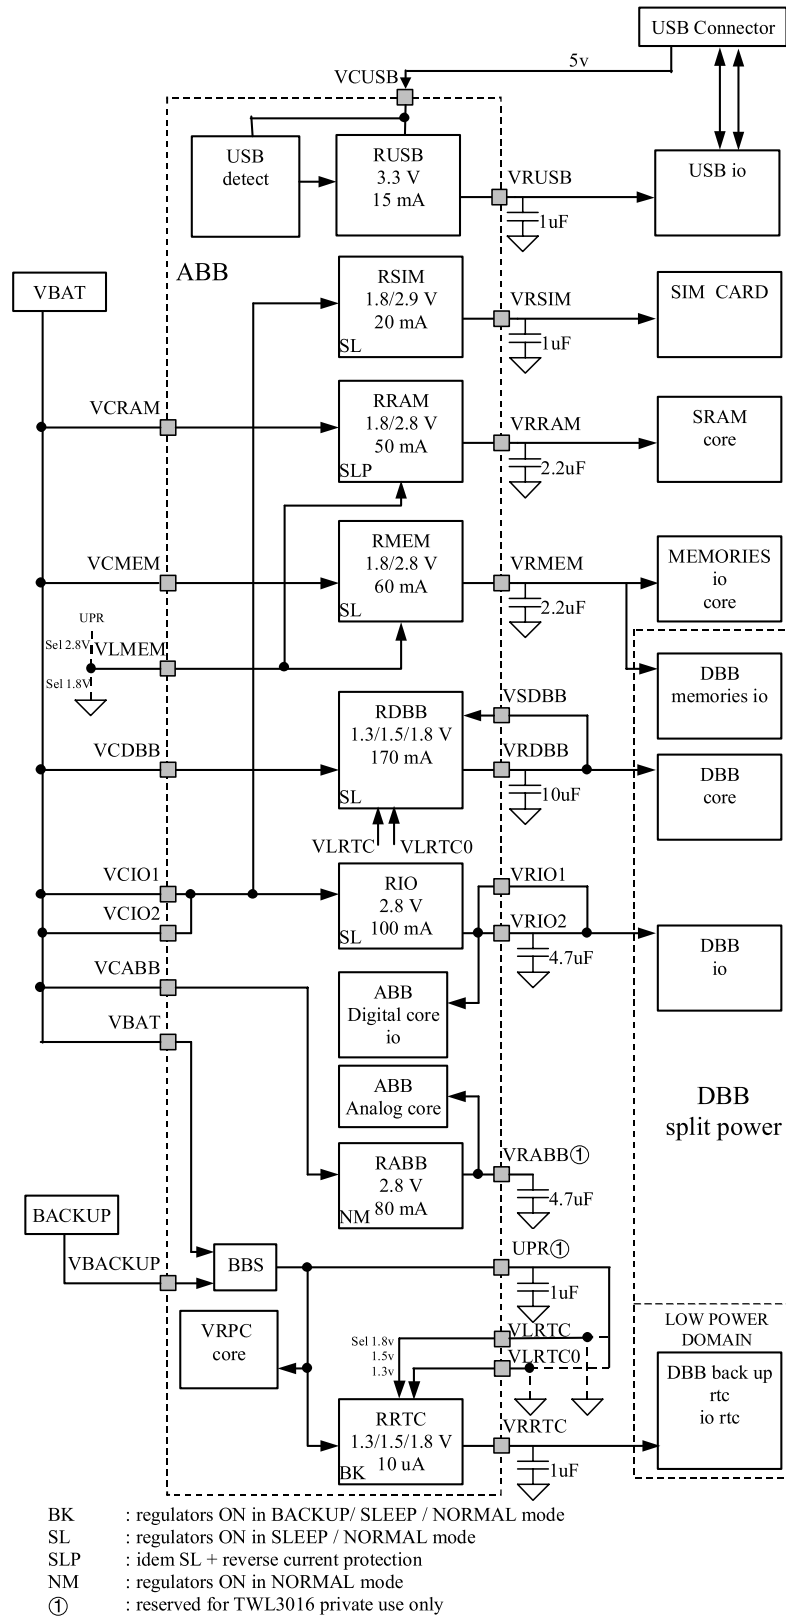 USB Connector
5v
VCUSB
USB
detect
RUSB
3.3 V
15 mA
VRUSB
1uF
USB io
ABB
VBAT
RSIM
1.8/2.9 V
20 mA
SL
VRSIM
1uF
SIM CARD
VCRAM
RRAM
1.8/2.8 V
50 mA
SLP
VRRAM
2.2uF
SRAM
core
VCMEM
RMEM
1.8/2.8 V
60 mA
SL
VRMEM
2.2uF
MEMORIES
io
core
UPR
Sel 2.8V
VLMEM
Sel 1.8V
DBB
memories io
VCDBB
RDBB
1.3/1.5/1.8 V
170 mA
SL
VSDBB
VRDBB
10uF
DBB
core
VLRTC
VLRTC0
VCIO1
VCIO2
RIO
2.8 V
100 mA
SL
VRIO1
VRIO2
4.7uF
DBB
io
VCABB
ABB
Digital core
io
VBAT
ABB
Analog core
DBB
split power
RABB
2.8 V
80 mA
NM
VRABB①
4.7uF
BACKUP
VBACKUP
BBS
UPR①
1uF
VRPC
core
Sel 1.8v
1.5v
1.3v
VLRTC
VLRTC0
LOW POWER
DOMAIN
DBB back up
rtc
io rtc
RRTC
1.3/1.5/1.8 V
10 uA
BK
VRRTC
1uF
BK : regulators ON in BACKUP/ SLEEP / NORMAL mode
SL : regulators ON in SLEEP / NORMAL mode
SLP : idem SL + reverse current protection
NM : regulators ON in NORMAL mode
① : reserved for TWL3016 private use only